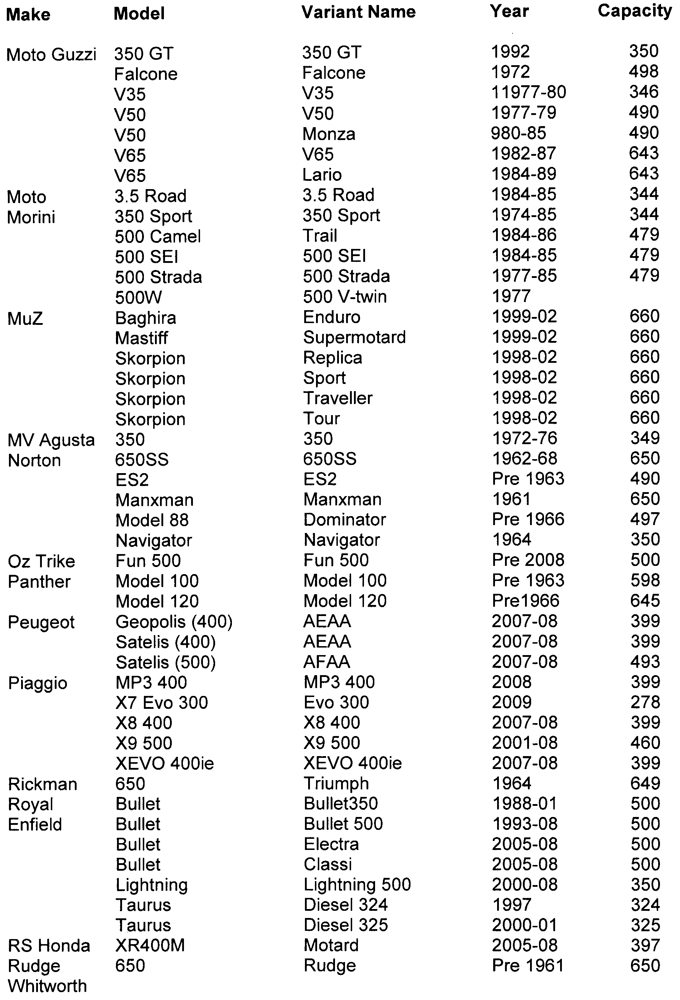 Make Model Variant Name Year Capacity
Moto Guzzi 350 GT 350 GT 1992 350
Falcone Falcone 1972 498
V35 V35 11977-80 346
V50 V50 1977-79 490
V50 Monza 980-85 490
V65 V65 1982-87 643
V65 Lario 1984-89 643
Moto 3.5 Road 3.5 Road 1984-85 344
Morini 350 Sport 350 Sport 1974-85 344
500 Camel Trail 1984-86 479
500 SEI 500 SEI 1984-85 479
500 Strada 500 Strada 1977-85 479
500W 500 V-twin 1977
MuZ Baghira Enduro 1999-02 660
Mastiff Supermotard 1999-02 660
Skorpion Replica 1998-02 660
Skorpion Sport 1998-02 660
Skorpion Traveller 1998-02 660
Skorpion Tour 1998-02 660
MV Agusta 350 350 1972-76 349
Norton 650SS 650SS 1962-68 650
ES2 ES2 Pre 1963 490
Manxman Manxman 1961 650
Model 88 Dominator Pre 1966 497
Navigator Navigator 1964 350
Oz Trike Fun 500 Fun 500 Pre 2008 500
Panther Model 100 Model 100 Pre 1963 598
Model 120 Model 120 Pre1966 645
Peugeot Geopolis (400) AEAA 2007-08 399
Satelis (400) AEAA 2007-08 399
Satelis (500) AFAA 2007-08 493
Piaggio MP3 400 MP3 400 2008 399
X7 Evo 300 Evo 300 2009 278
X8 400 X8 400 2007-08 399
X9 500 X9 500 2001-08 460
XEVO 400ie XEVO 400ie 2007-08 399
Rickman 650 Triumph 1964 649
Royal Bullet Bullet350 1988-01 500
Enfield Bullet Bullet 500 1993-08 500
Bullet Electra 2005-08 500
Bullet Classi 2005-08 500
Lightning Lightning 500 2000-08 350
Taurus Diesel 324 1997 324
Taurus Diesel 325 2000-01 325
RS Honda XR400M Motard 2005-08 397
Rudge 650 Rudge Pre 1961 650
Whitworth